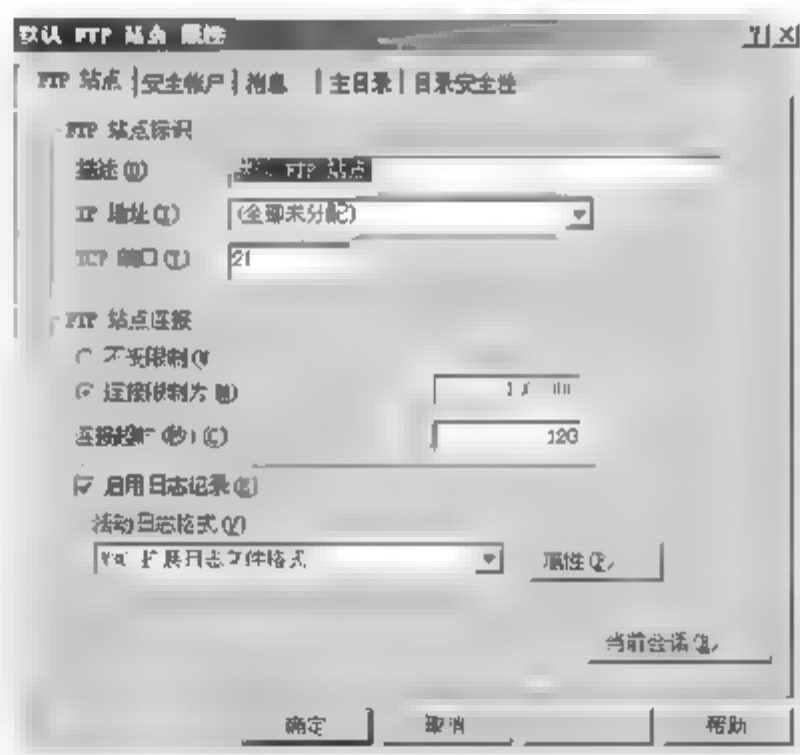 默认 FTP 站点 属性
FTP 站点 安全帐户 消息 主目录 目录安全性
FTP 站点标识
描述(D) 默认 FTP 站点
IP 地址(I) (全部未分配)
TCP 端口(T) 21
FTP 站点连接
不受限制
连接限制为(M)
连接超时(秒)(C) 120
启用日志记录(E)
活动日志格式(V)
扩展日志文件格式 属性(P)
当前会话
确定 取消 帮助